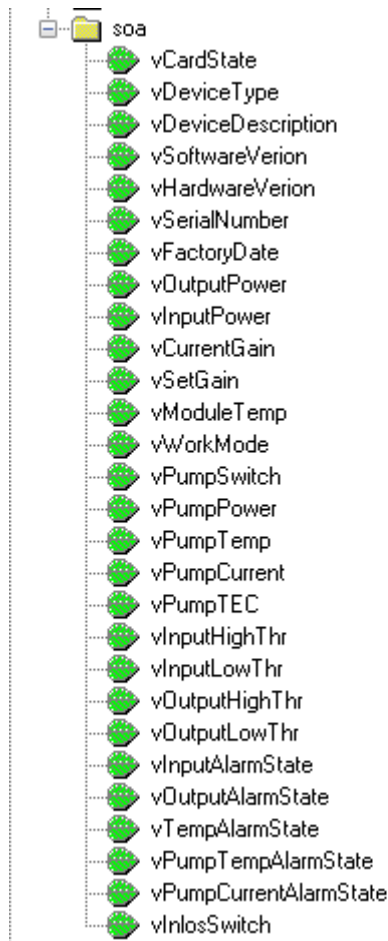 soa
vCardState
vDeviceType
vDeviceDescription
vSoftwareVerion
vHardwareVerion
vSerialNumber
vFactoryDate
vOutputPower
vInputPower
vCurrentGain
vSetGain
vModuleTemp
vWorkMode
vPumpSwitch
vPumpPower
vPumpTemp
vPumpCurrent
vPumpTEC
vInputHighThr
vInputLowThr
vOutputHighThr
vOutputLowThr
vInputAlarmState
vOutputAlarmState
vTempAlarmState
vPumpTempAlarmState
vPumpCurrentAlarmState
vInlosSwitch